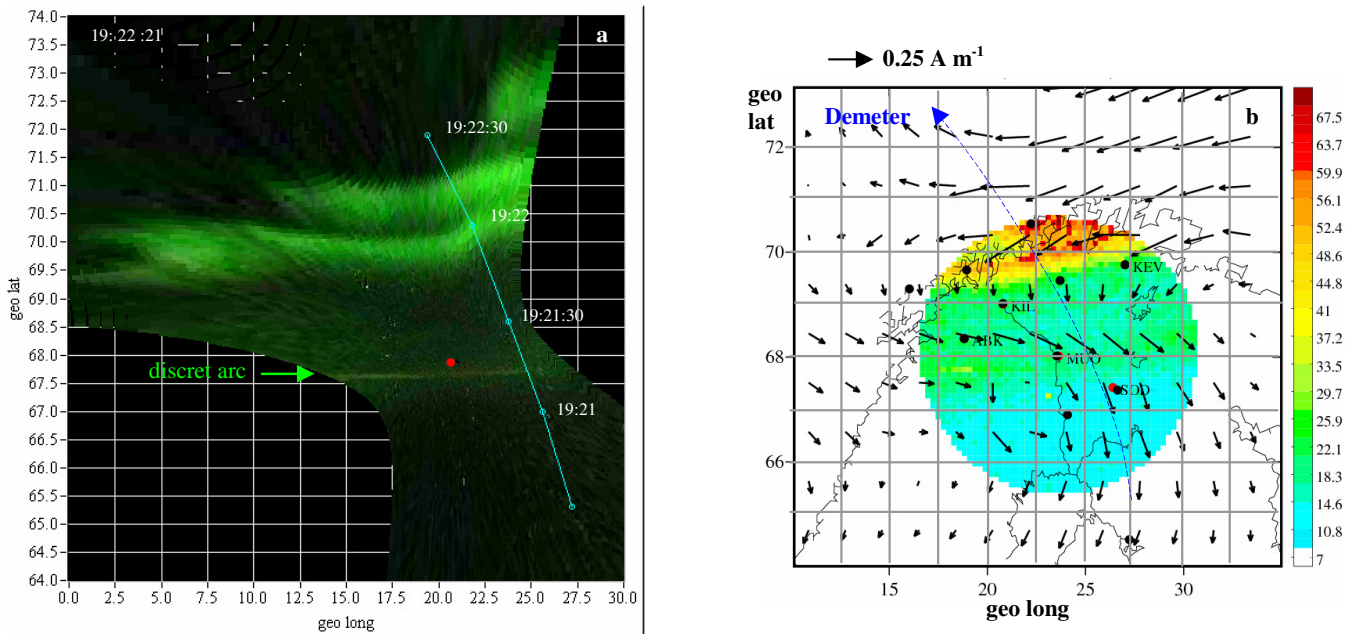 74.0
73.5
73.0
72.5
72.0
71.5
71.0
70.5
70.0
69.5
69.0
68.5
68.0
67.5
67.0
66.5
66.0
65.5
65.0
64.5
64.0
geo lat
19:22 :21
a
19:22:30
19:22
19:21:30
19:21
discret arc
0.0 2.5 5.0 7.5 10.0 12.5 15.0 17.5 20.0 22.5 25.0 27.5 30.0
geo long
0.25 A m⁻¹
geo
lat
Demeter
b
72
70
68
66
KEV
KIL
ABK
MUO
SOD
15 20 25 30
geo long
67.5
63.7
59.9
56.1
52.4
48.6
44.8
41
37.2
33.5
29.7
25.9
22.1
18.3
14.6
10.8
7